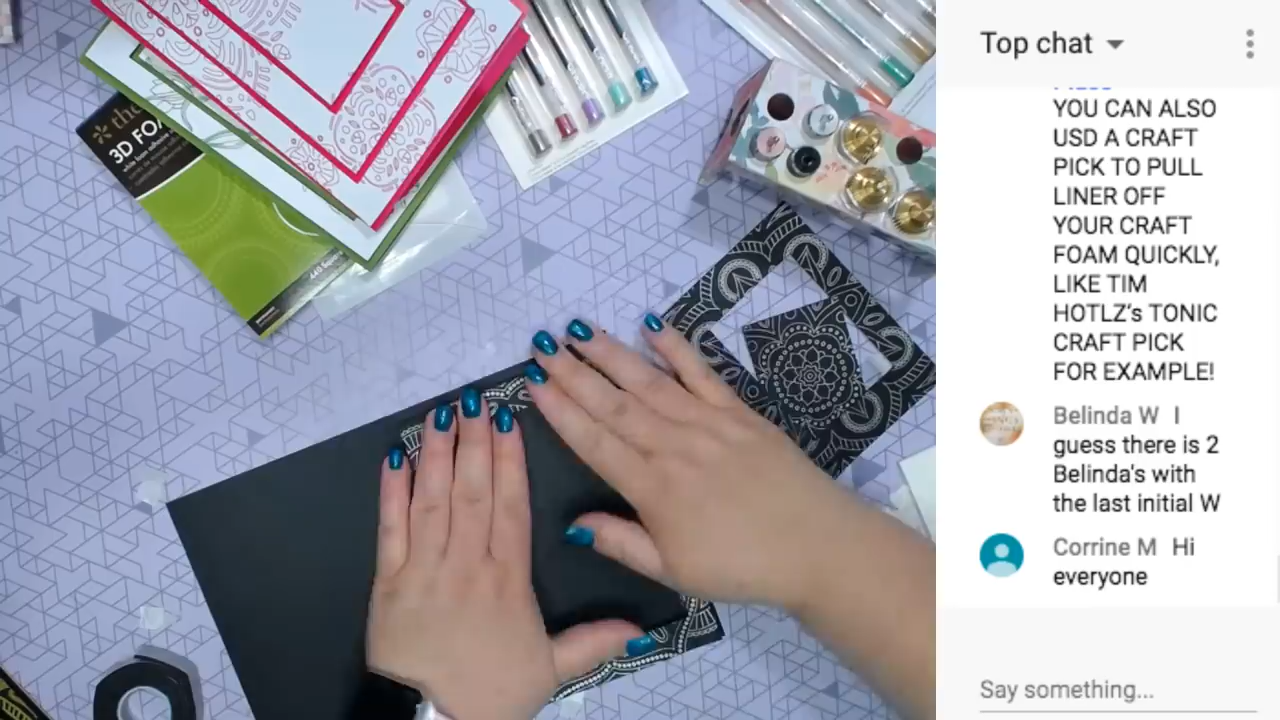 Top chat
YOU CAN ALSO
USD A CRAFT
PICK TO PULL
LINER OFF
YOUR CRAFT
FOAM QUICKLY,
LIKE TIM
HOTLZ's TONIC
CRAFT PICK
FOR EXAMPLE!
Belinda W I
guess there is 2
Belinda's with
the last initial W
Corrine M Hi
everyone
Say something...
the
3D FOA